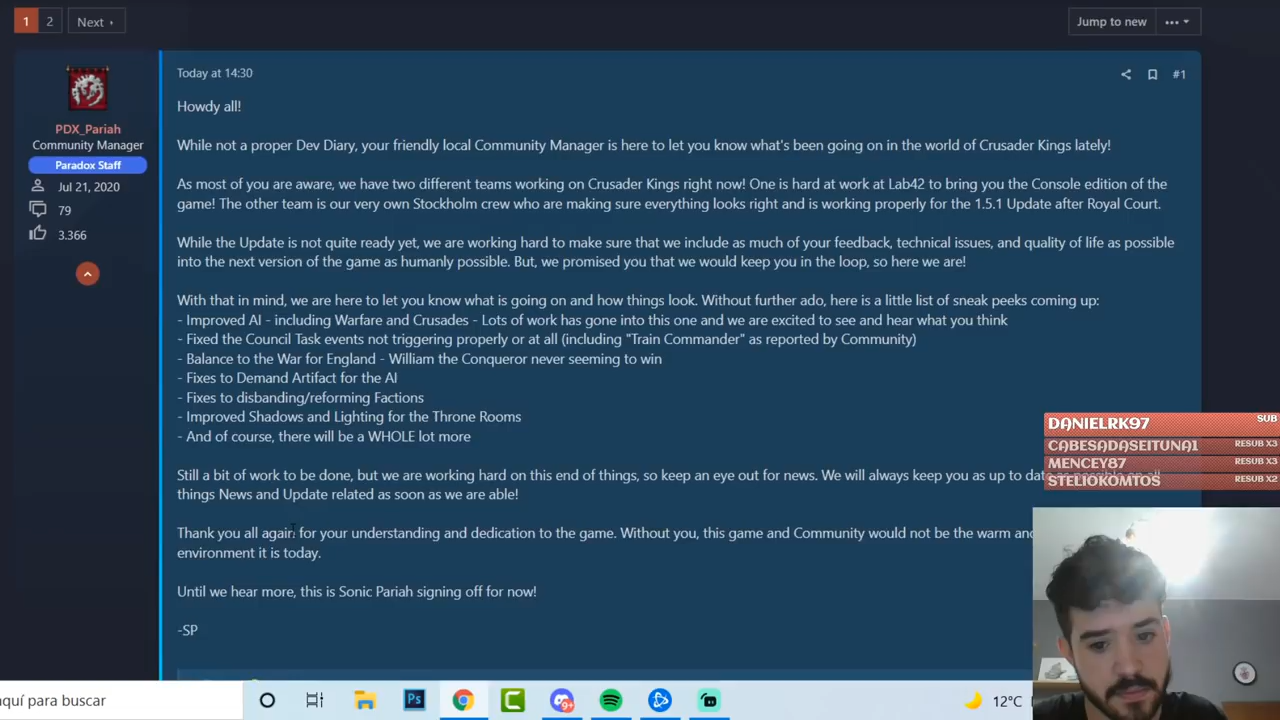 1 2 Next
Jump to new
Today at 14:30
#1
PDX_Pariah
Community Manager
Paradox Staff
Jul 21, 2020
79
3.366
Howdy all!
While not a proper Dev Diary, your friendly local Community Manager is here to let you know what's been going on in the world of Crusader Kings lately!
As most of you are aware, we have two different teams working on Crusader Kings right now! One is hard at work at Lab42 to bring you the Console edition of the
game! The other team is our very own Stockholm crew who are making sure everything looks right and is working properly for the 1.5.1 Update after Royal Court.
While the Update is not quite ready yet, we are working hard to make sure that we include as much of your feedback, technical issues, and quality of life as possible
into the next version of the game as humanly possible. But, we promised you that we would keep you in the loop, so here we are!
With that in mind, we are here to let you know what is going on and how things look. Without further ado, here is a little list of sneak peeks coming up:
- Improved AI - including Warfare and Crusades - Lots of work has gone into this one and we are excited to see and hear what you think
- Fixed the Council Task events not triggering properly or at all (including "Train Commander" as reported by Community)
- Balance to the War for England - William the Conqueror never seeming to win
- Fixes to Demand Artifact for the AI
- Fixes to disbanding/reforming Factions
- Improved Shadows and Lighting for the Throne Rooms
- And of course, there will be a WHOLE lot more
Still a bit of work to be done, but we are working hard on this end of things, so keep an eye out for news. We will always keep you as up to
things News and Update related as soon as we are able!
Thank you all again for your understanding and dedication to the game. Without you, this game and Community would not be the warm
environment it is today.
Until we hear more, this is Sonic Pariah signing off for now!
-SP
DANIELRK97 SUB
CABESADASEITUNA1 RESUB X3
MENCEY87 RESUB X3
STELIOKOMTOS RESUB X2
aquí para buscar
Ps
9+
12°C